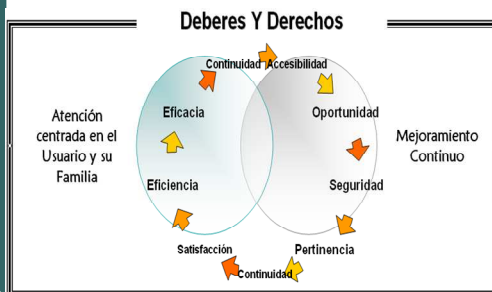 Deberes Y Derechos
Continuidad Accesibilidad
Eficacia
Oportunidad
Atención
centrada en el
Usuario y su
Familia
Mejoramiento
Continuo
Eficiencia
Seguridad
Satisfacción
Pertinencia
Continuidad